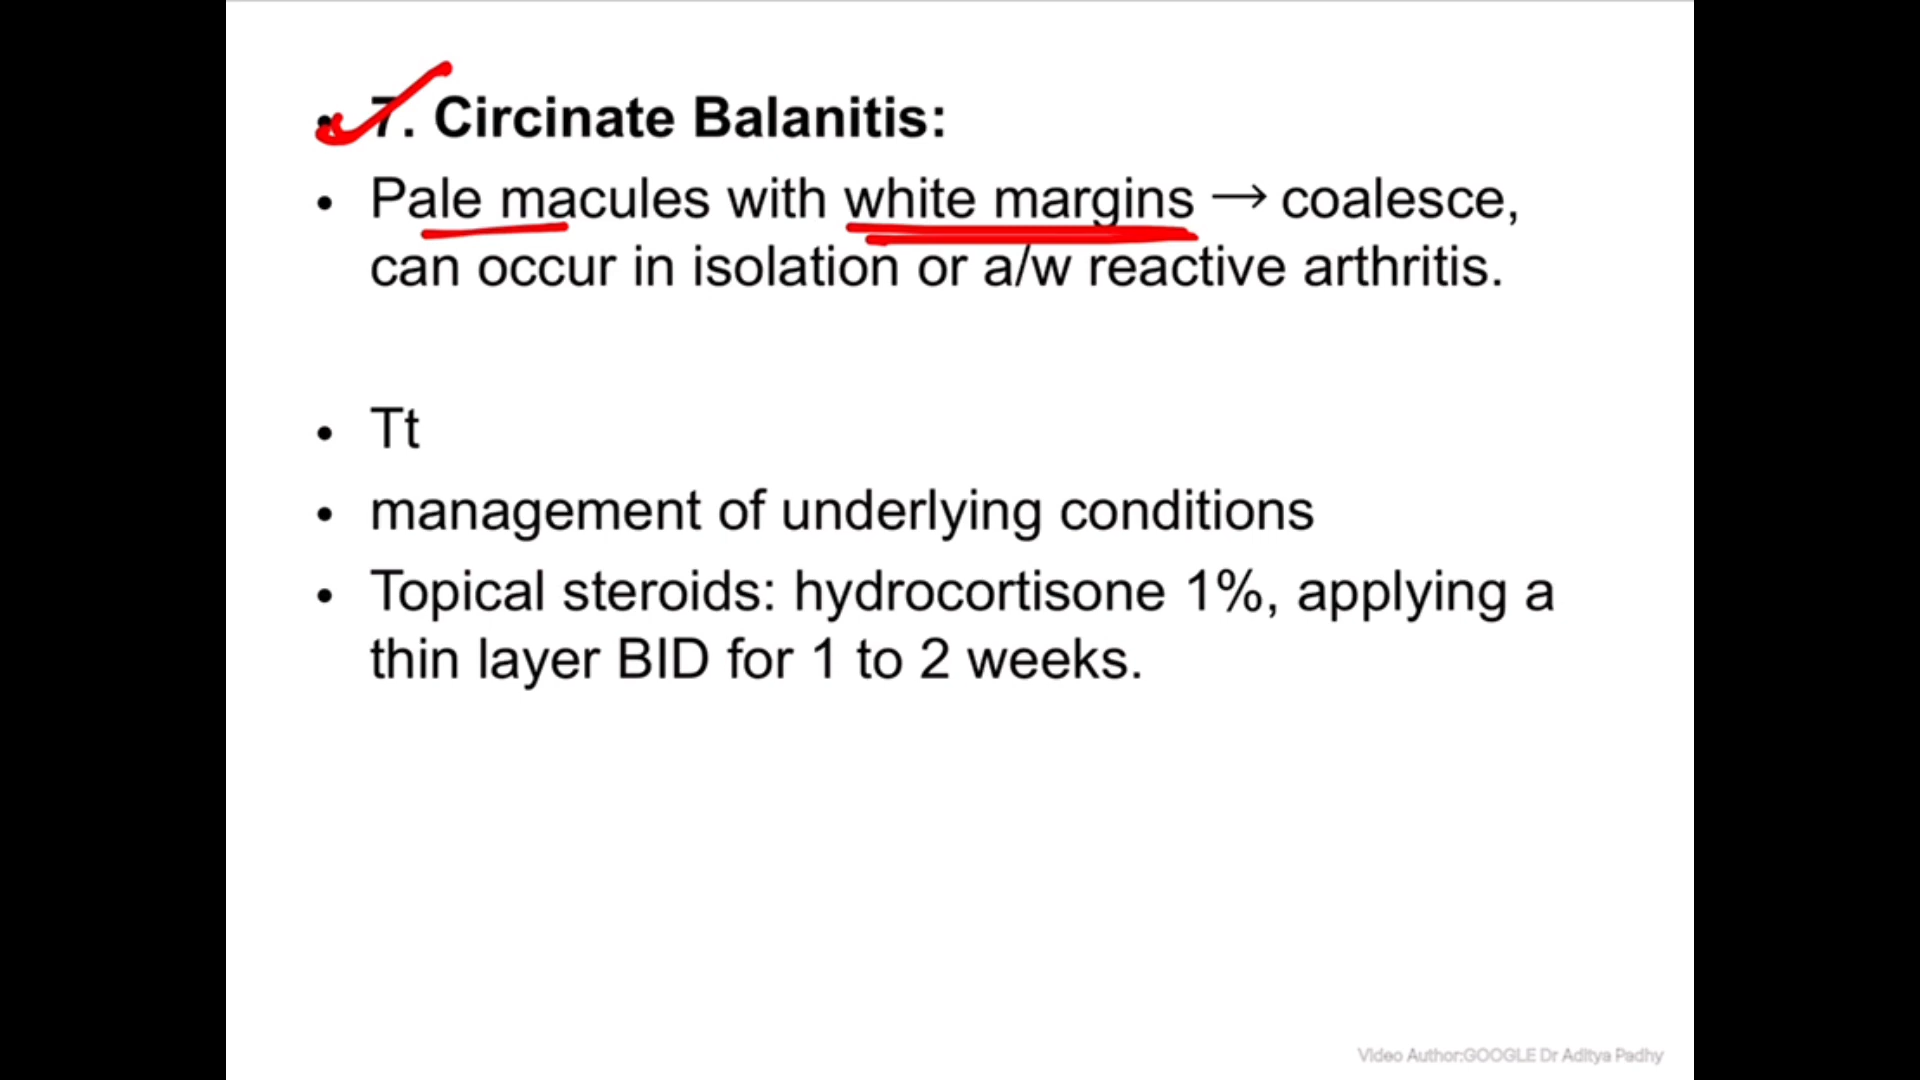 • 7. Circinate Balanitis:
• Pale macules with white margins → coalesce,
can occur in isolation or a/w reactive arthritis.
• Tt
• management of underlying conditions
• Topical steroids: hydrocortisone 1%, applying a
thin layer BID for 1 to 2 weeks.
Video Author:GOOGLE Dr Aditya Padhy